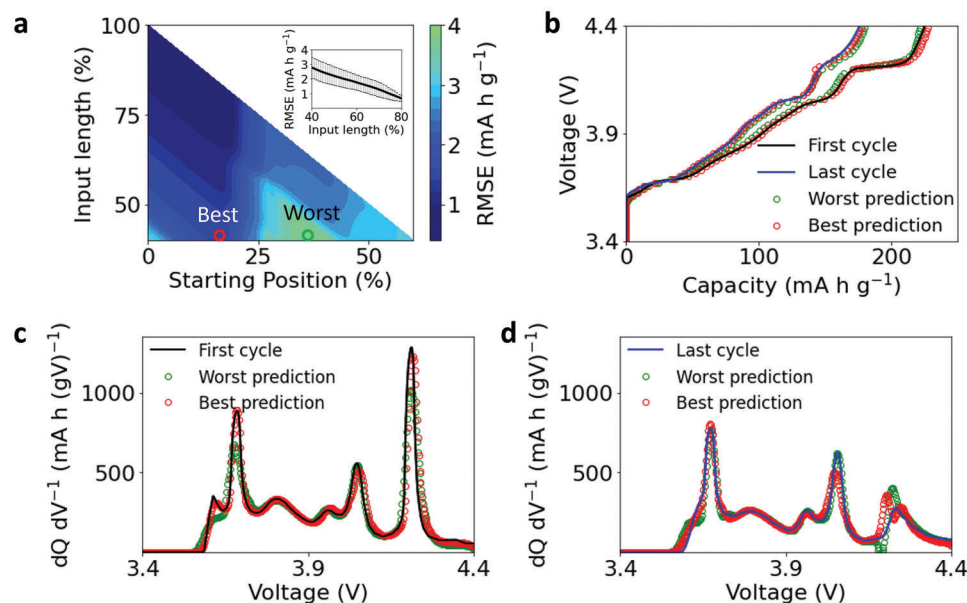 a
100
75
50
0
25
50
Input length (%)
Starting Position (%)
Best
Worst
4
3
2
1
0
40
60
80
RMSE (mA h g⁻¹)
Input length (%)
4
3
2
1
RMSE (mA h g⁻¹)
b
4.4
3.9
3.4
0
100
200
Voltage (V)
Capacity (mA h g⁻¹)
First cycle
Last cycle
Worst prediction
Best prediction
c
1000
500
3.4
3.9
4.4
dQ dV⁻¹ (mA h (gV)⁻¹)
Voltage (V)
First cycle
Worst prediction
Best prediction
d
1000
500
3.4
3.9
4.4
dQ dV⁻¹ (mA h (gV)⁻¹)
Voltage (V)
Last cycle
Worst prediction
Best prediction